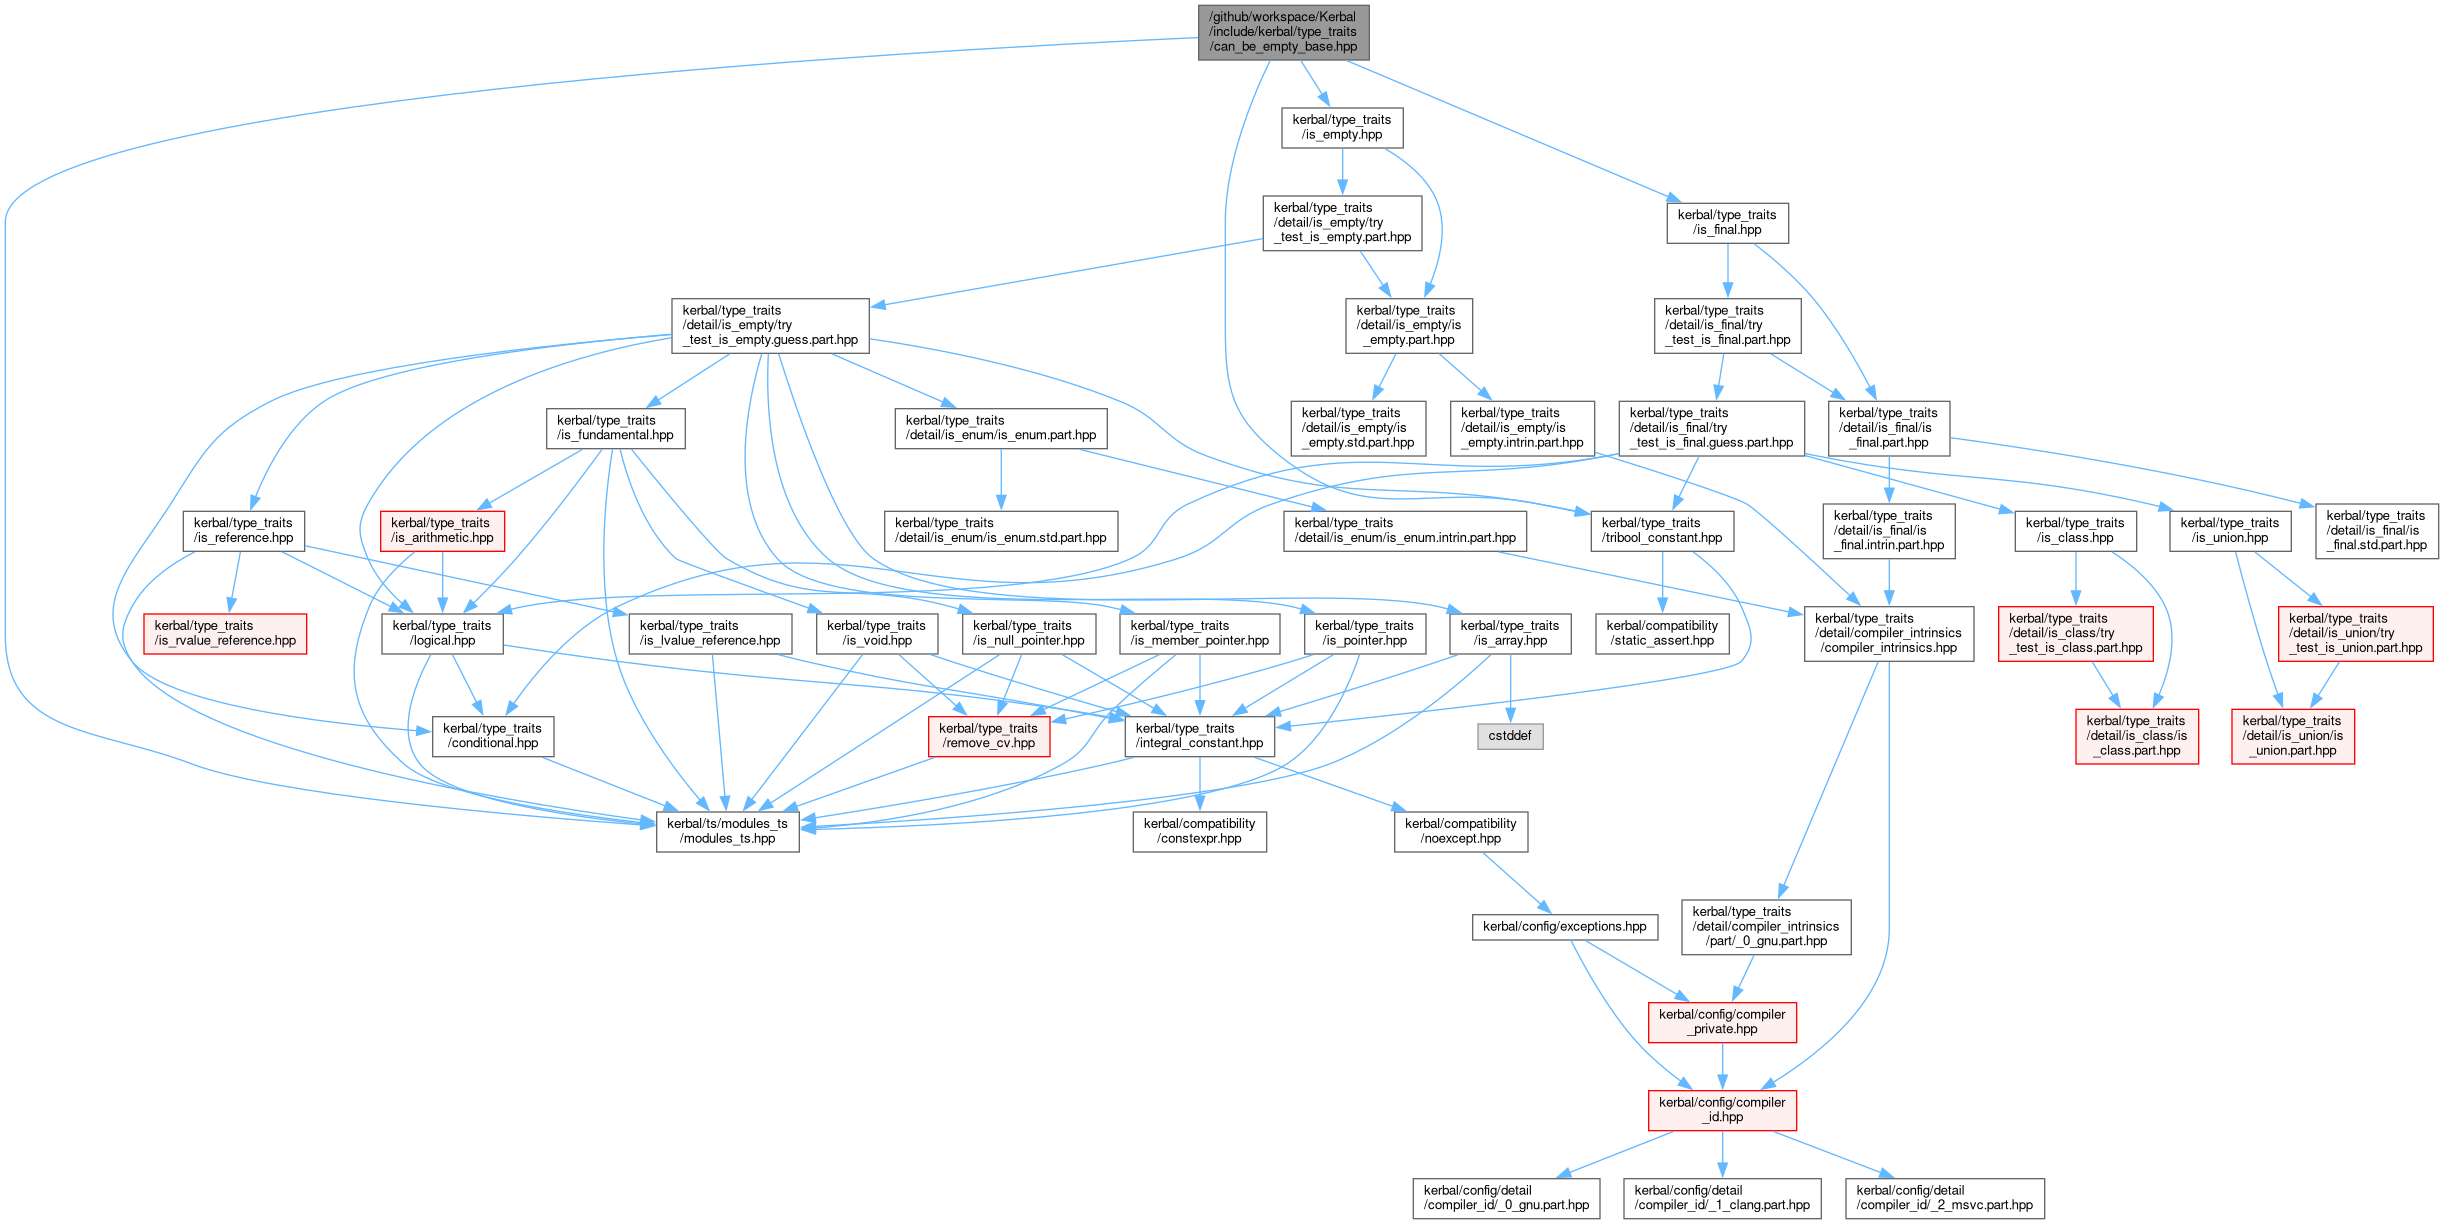 /github/workspace/Kerbal
/include/kerbal/type_traits
/can_be_empty_base.hpp
kerbal/type_traits
/is_empty.hpp
kerbal/type_traits
/detail/is_empty/try
_test_is_empty.part.hpp
kerbal/type_traits
/is_final.hpp
kerbal/type_traits
/detail/is_empty/try
_test_is_empty.guess.part.hpp
kerbal/type_traits
/detail/is_empty/is
_empty.part.hpp
kerbal/type_traits
/detail/is_final/try
_test_is_final.part.hpp
kerbal/type_traits
/is_fundamental.hpp
kerbal/type_traits
/detail/is_enum/is_enum.part.hpp
kerbal/type_traits
/detail/is_empty/is
_empty.std.part.hpp
kerbal/type_traits
/detail/is_empty/is
_empty.intrin.part.hpp
kerbal/type_traits
/detail/is_final/try
_test_is_final.guess.part.hpp
kerbal/type_traits
/detail/is_final/is
_final.part.hpp
kerbal/type_traits
/is_reference.hpp
kerbal/type_traits
/is_arithmetic.hpp
kerbal/type_traits
/detail/is_enum/is_enum.std.part.hpp
kerbal/type_traits
/detail/is_enum/is_enum.intrin.part.hpp
kerbal/type_traits
/tribool_constant.hpp
kerbal/type_traits
/detail/is_final/is
_final.intrin.part.hpp
kerbal/type_traits
/is_class.hpp
kerbal/type_traits
/is_union.hpp
kerbal/type_traits
/detail/is_final/is
_final.std.part.hpp
kerbal/type_traits
/is_rvalue_reference.hpp
kerbal/type_traits
/logical.hpp
kerbal/type_traits
/is_lvalue_reference.hpp
kerbal/type_traits
/is_void.hpp
kerbal/type_traits
/is_null_pointer.hpp
kerbal/type_traits
/is_member_pointer.hpp
kerbal/type_traits
/is_pointer.hpp
kerbal/type_traits
/is_array.hpp
kerbal/compatibility
/static_assert.hpp
kerbal/type_traits
/detail/compiler_intrinsics
/compiler_intrinsics.hpp
kerbal/type_traits
/detail/is_class/try
_test_is_class.part.hpp
kerbal/type_traits
/detail/is_union/try
_test_is_union.part.hpp
kerbal/type_traits
/conditional.hpp
kerbal/type_traits
/remove_cv.hpp
kerbal/type_traits
/integral_constant.hpp
cstddef
kerbal/type_traits
/detail/is_class/is
_class.part.hpp
kerbal/type_traits
/detail/is_union/is
_union.part.hpp
kerbal/ts/modules_ts
/modules_ts.hpp
kerbal/compatibility
/constexpr.hpp
kerbal/compatibility
/noexcept.hpp
kerbal/config/exceptions.hpp
kerbal/type_traits
/detail/compiler_intrinsics
/part/_0_gnu.part.hpp
kerbal/config/compiler
_private.hpp
kerbal/config/compiler
_id.hpp
kerbal/config/detail
/compiler_id/_0_gnu.part.hpp
kerbal/config/detail
/compiler_id/_1_clang.part.hpp
kerbal/config/detail
/compiler_id/_2_msvc.part.hpp